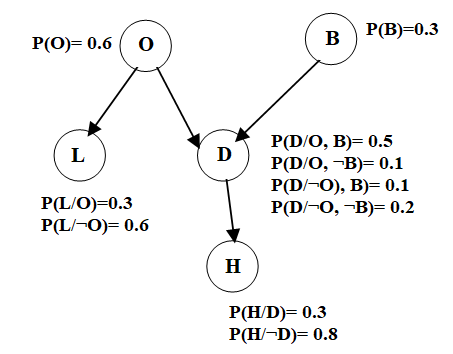 P(O)= 0.6
O
B
P(B)=0.3
L
D
P(D/O, B)= 0.5
P(D/O, ¬B)= 0.1
P(D/¬O), B)= 0.1
P(D/¬O, ¬B)= 0.2
P(L/O)=0.3
P(L/¬O)= 0.6
H
P(H/D)= 0.3
P(H/¬D)= 0.8